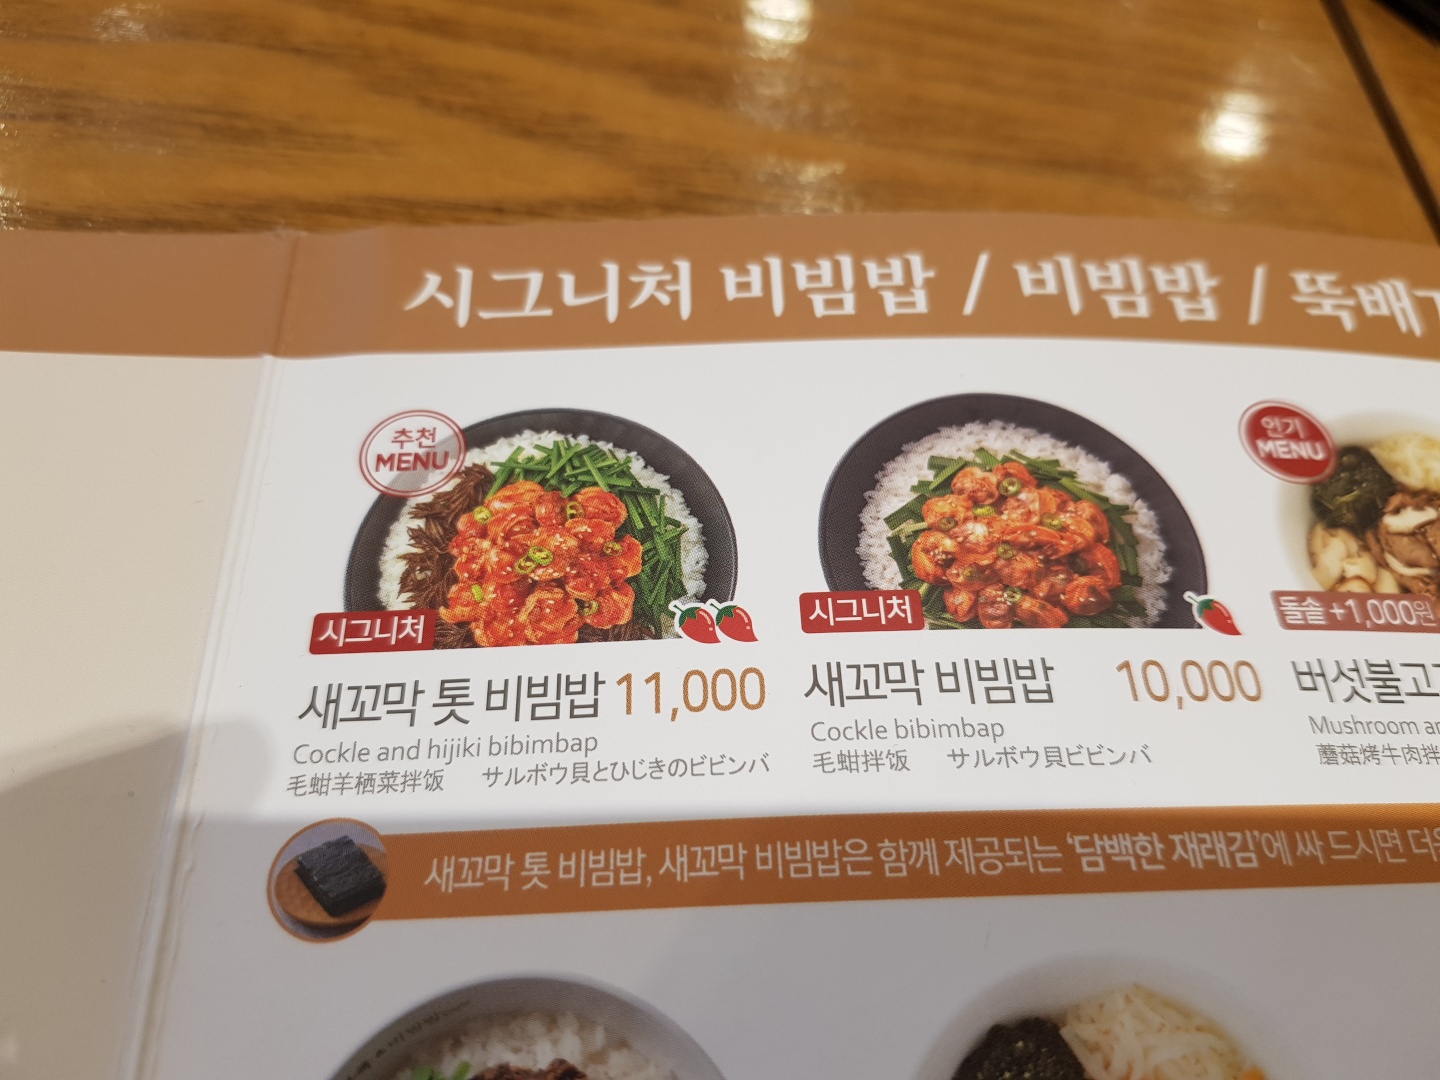 시그니처 비빔밥 / 비빔밥 / 뚝배기
추천
MENU
시그니처
새꼬막 톳 비빔밥 11,000
Cockle and hijiki bibimbap
毛蚶羊栖菜拌饭 サルボウ貝とひじきのビビンバ
시그니처
새꼬막 비빔밥 10,000
Cockle bibimbap
毛蚶拌饭 サルボウ貝ビビンバ
인기
MENU
돌솥 +1,000원
버섯불고
Mushroom
蘑菇烤牛肉拌
새꼬막 톳 비빔밥, 새꼬막 비빔밥은 함께 제공되는 '담백한 재래김'에 싸 드시면